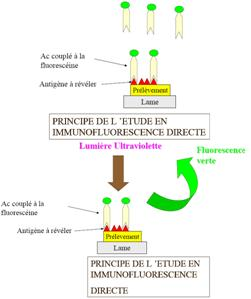 Ac couplé à la
fluorescéine
Antigène à révéler
Prélèvement
Lame
PRINCIPE DE L 'ETUDE EN
IMMUNOFLUORESCENCE DIRECTE
Lumière Ultraviolette
Fluorescence
verte
Ac couplé à la
fluorescéine
Antigène à révéler
Prélevement
Lame
PRINCIPE DE L 'ETUDE EN
IMMUNOFLUORESCENCE
DIRECTE